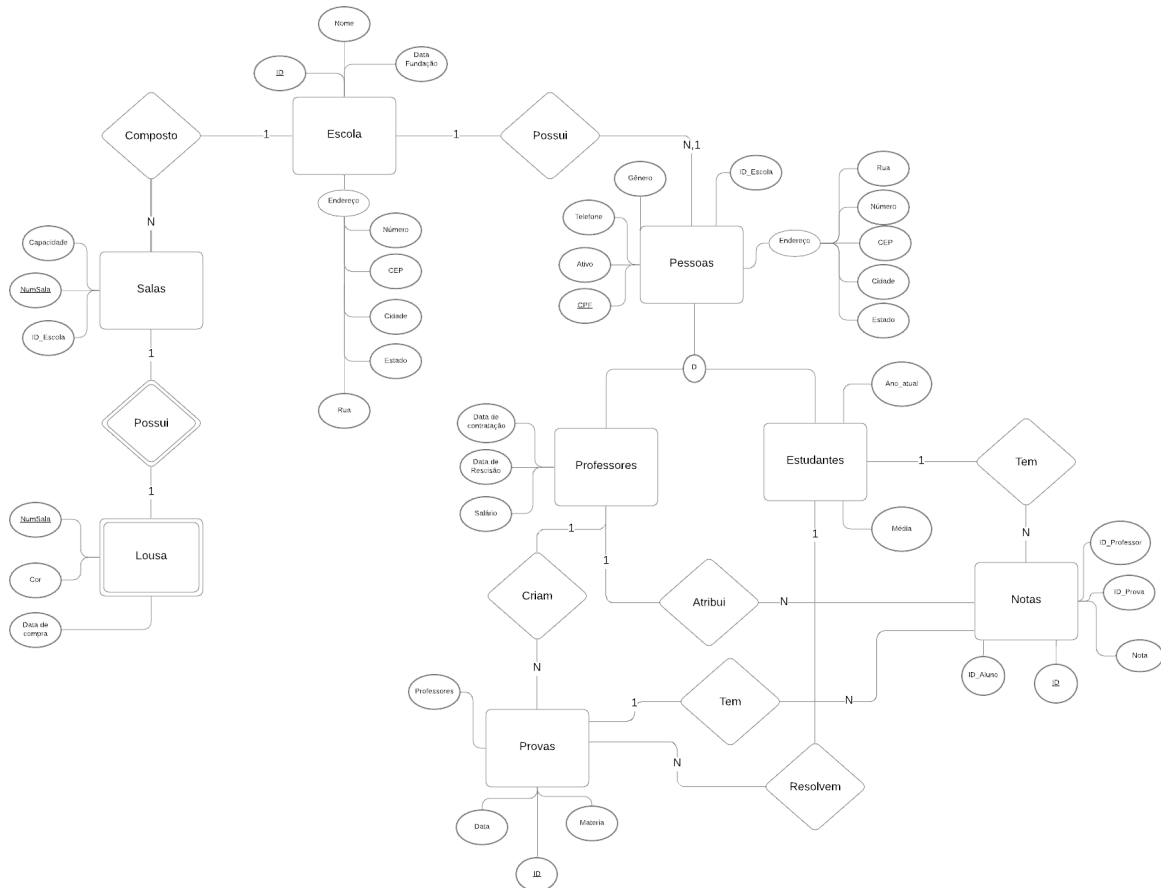 Nome
Data
Fundação
ID
Composto
1
Escola
1
Possui
N,1
ID_Escola
Rua
Gênero
Endereço
Número
Telefone
Número
Endereço
N
Pessoas
CEP
Capacidade
Ativo
CEP
Cidade
NumSala
Salas
CPF
Cidade
Estado
ID_Escola
1
Estado
D
Ano_atual
Rua
Possui
Data de
contratação
Professores
Estudantes
1
Tem
Data de
Rescisão
1
Salário
1
1
Média
N
NumSala
Lousa
ID_Professor
1
Cor
Criam
Atribui
N
Notas
ID_Prova
Data de
compra
Nota
N
ID_Aluno
ID
Professores
1
Tem
N
Provas
N
Resolvem
Data
Materia
ID